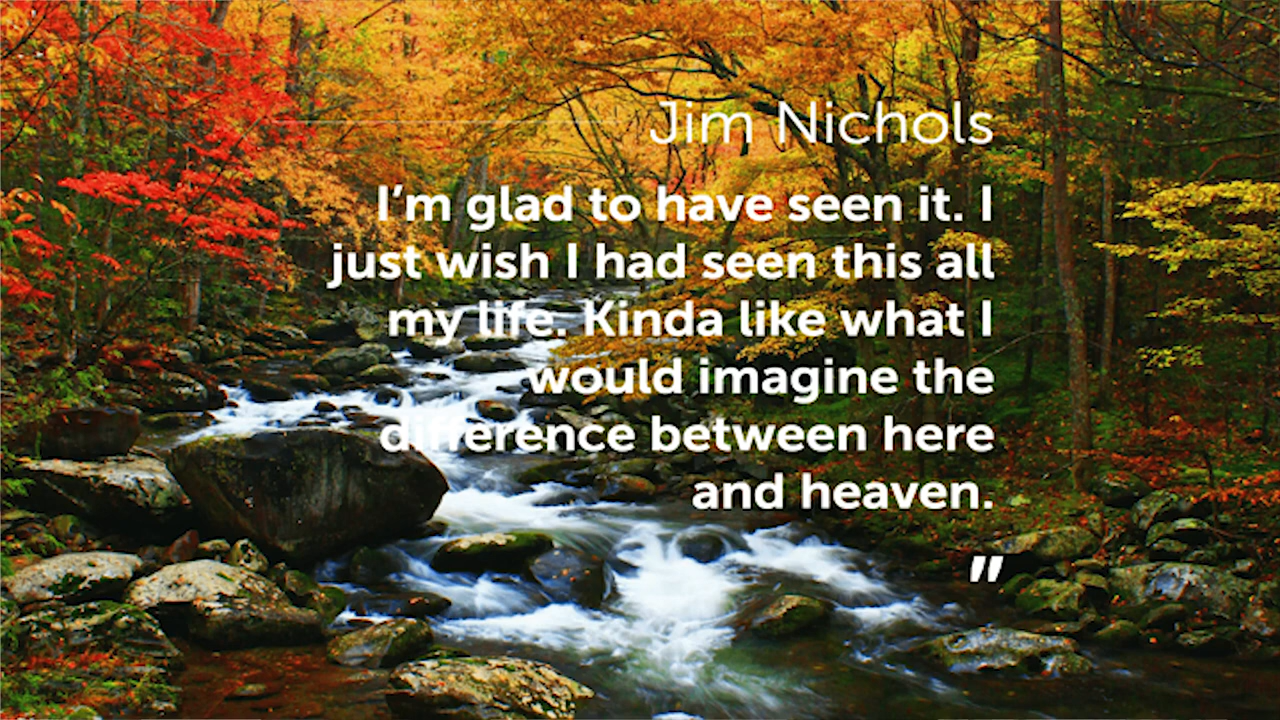 Jim Nichols
I'm glad to have seen it. I
just wish I had seen this all
my life. Kinda like what I
would imagine the
difference between here
and heaven.
"